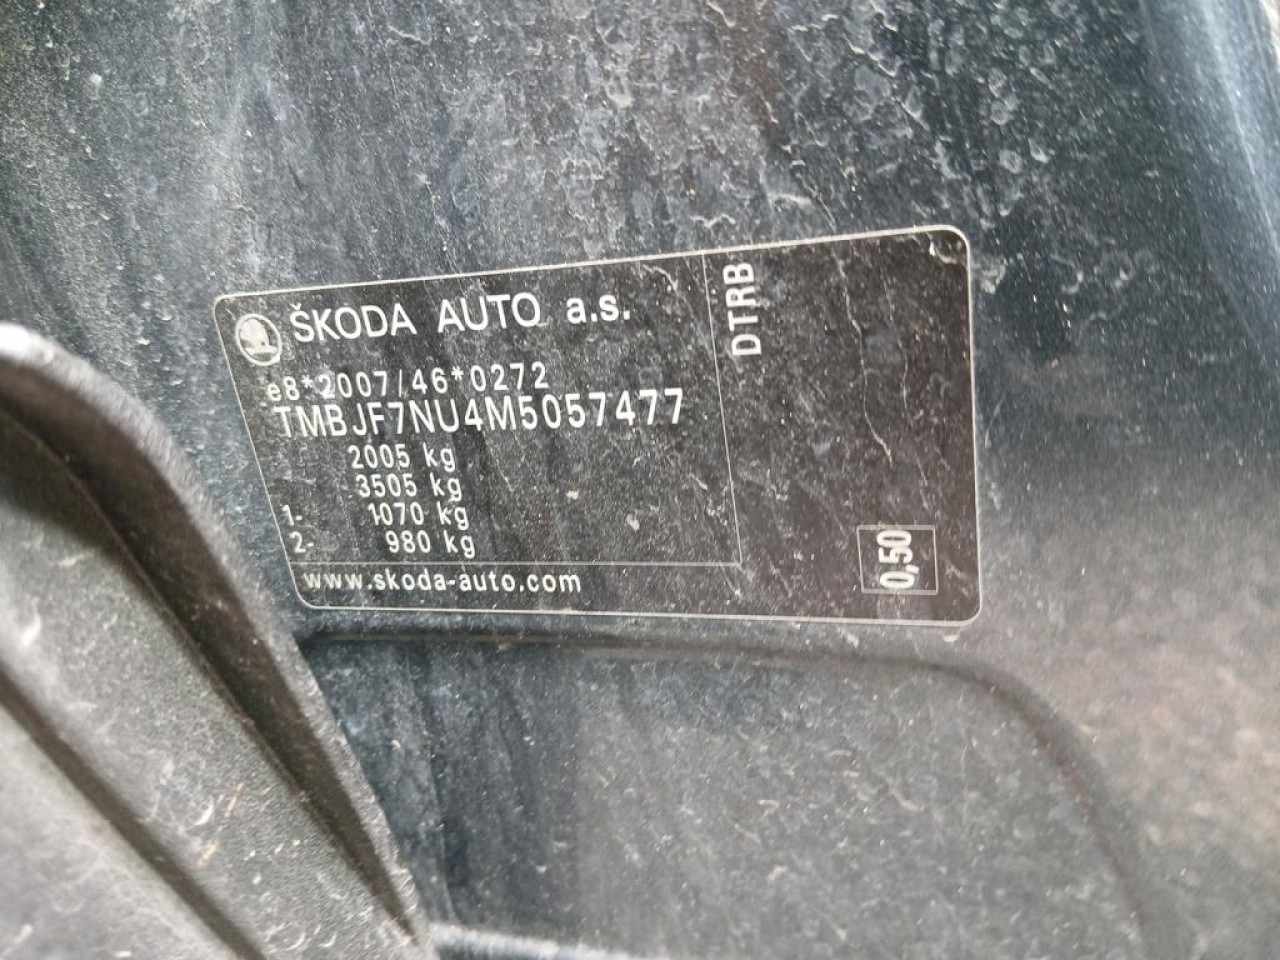 ŠKODA AUTO a.s.
e8*2007/46*0272
TMBJF7NU4M5057477
2005 kg
3505 kg
1- 1070 kg
2- 980 kg
www.skoda-auto.com
DTRB
0,50